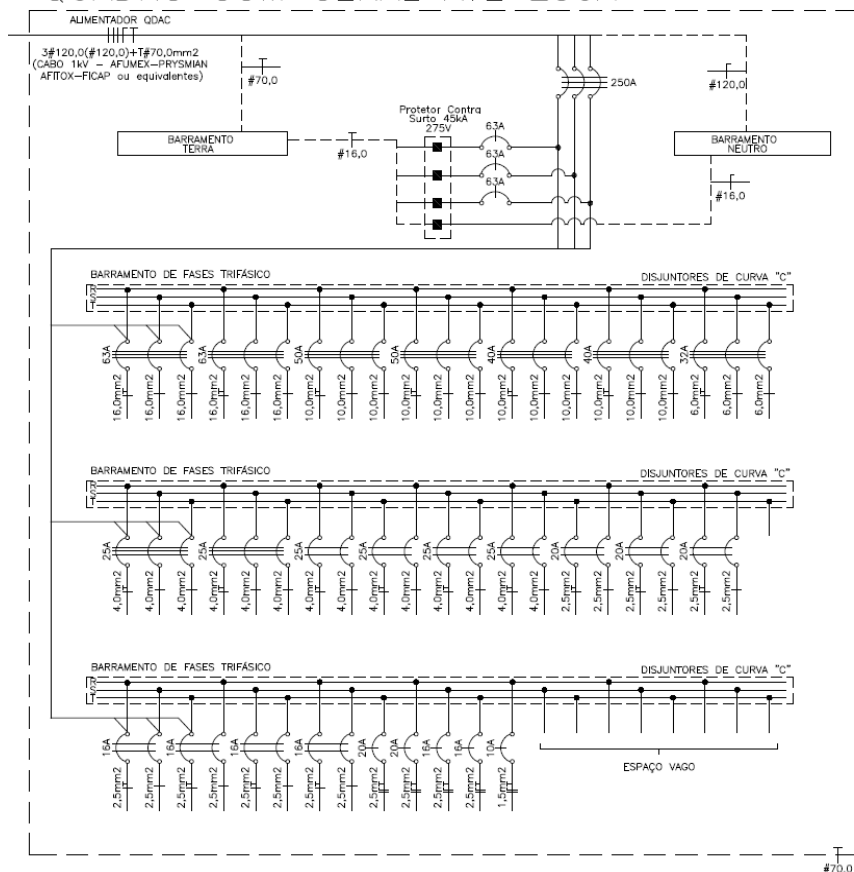 ALIMENTADOR QDAC
3#120,0(#120,0)+T#70,0mm2
(CABO 1kV - AFUMEX-PRYSMIAN
AFITOX-FICAP ou equivalentes)
#70,0
#120,0
250A
Protetor Contra
Surto 45kA
275V
63A
63A
63A
BARRAMENTO
TERRA
#16,0
BARRAMENTO
NEUTRO
#16,0
BARRAMENTO DE FASES TRIFÁSICO
DISJUNTORES DE CURVA "C"
63A 63A 50A 50A 40A 40A 32A
16,0mm2 16,0mm2 16,0mm2 16,0mm2 16,0mm2 16,0mm2 10,0mm2 10,0mm2 10,0mm2 10,0mm2 10,0mm2 10,0mm2 10,0mm2 10,0mm2 10,0mm2 10,0mm2 10,0mm2 10,0mm2 6,0mm2 6,0mm2 6,0mm2
BARRAMENTO DE FASES TRIFÁSICO
DISJUNTORES DE CURVA "C"
25A 25A 25A 25A 25A 25A 20A 20A 20A
4,0mm2 4,0mm2 4,0mm2 4,0mm2 4,0mm2 4,0mm2 4,0mm2 4,0mm2 4,0mm2 4,0mm2 4,0mm2 4,0mm2 4,0mm2 4,0mm2 2,5mm2 2,5mm2 2,5mm2 2,5mm2 2,5mm2 2,5mm2
BARRAMENTO DE FASES TRIFÁSICO
DISJUNTORES DE CURVA "C"
16A 16A 16A 16A 20A 20A 16A 16A 10A
2,5mm2 2,5mm2 2,5mm2 2,5mm2 2,5mm2 2,5mm2 2,5mm2 2,5mm2 2,5mm2 2,5mm2 2,5mm2 2,5mm2 1,5mm2
ESPAÇO VAGO
#70,0